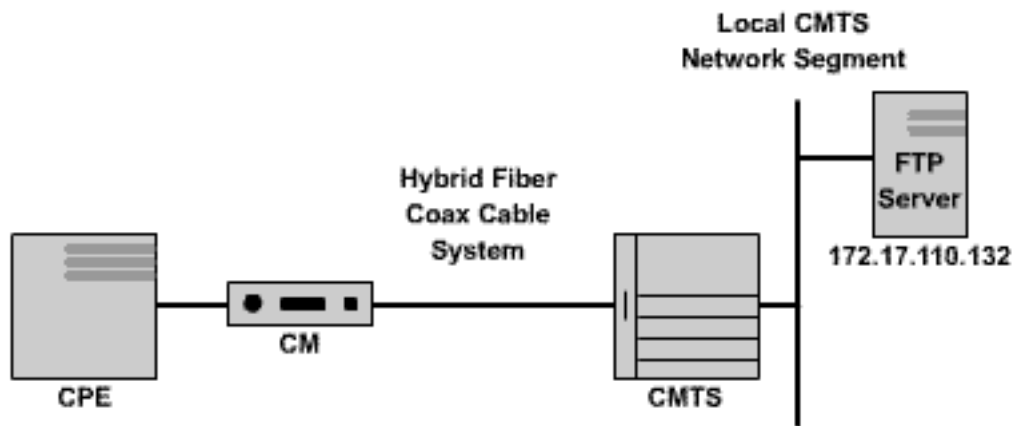 Local CMTS
Network Segment
FTP
Server
172.17.110.132
Hybrid Fiber
Coax Cable
System
CPE
CM
CMTS